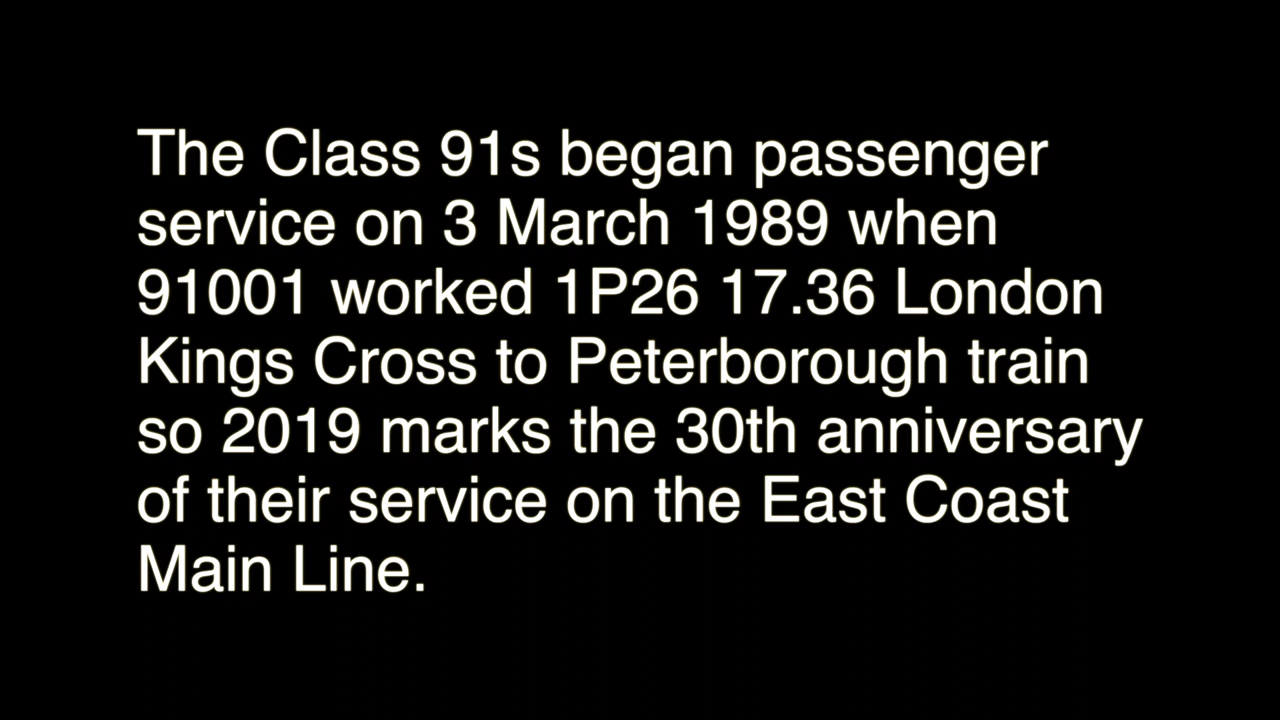 The Class 91s began passenger
service on 3 March 1989 when
91001 worked 1P26 17.36 London
Kings Cross to Peterborough train
so 2019 marks the 30th anniversary
of their service on the East Coast
Main Line.